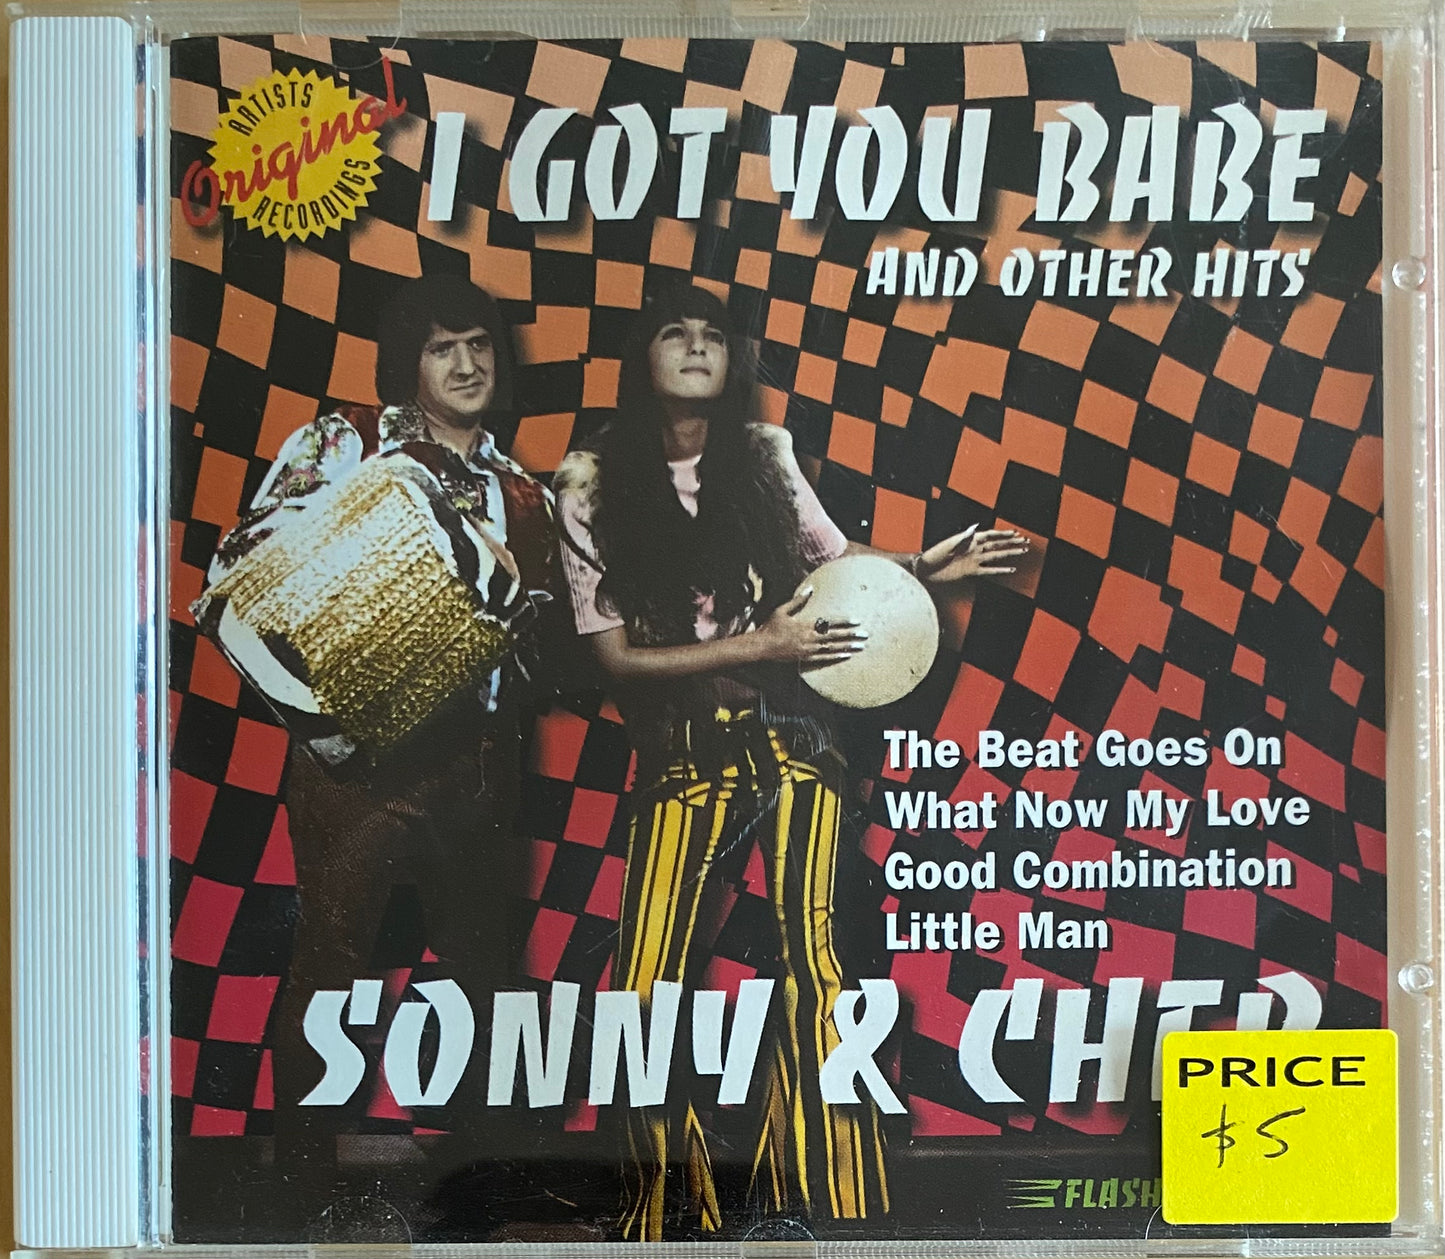 ARTISTS
Original
RECORDINGS
I GOT YOU BABE
AND OTHER HITS
The Beat Goes On
What Now My Love
Good Combination
Little Man
SONNY & CHER
PRICE
$5
FLASH